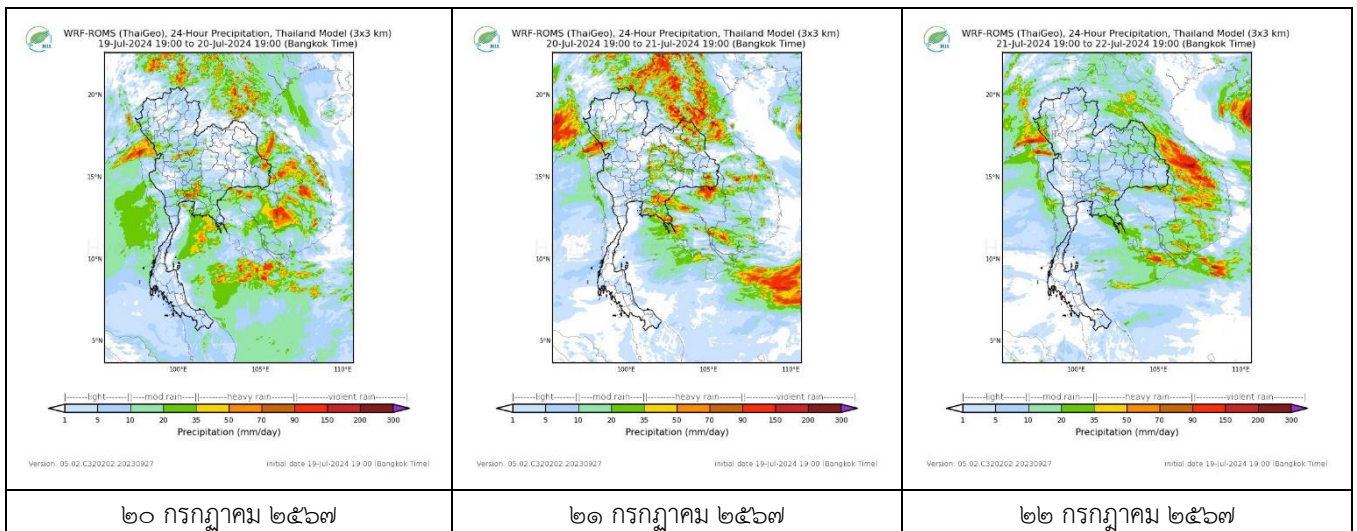 WRF-ROMS (ThaiGeo), 24-Hour Precipitation, Thailand Model (3x3 km)
19-Jul-2024 19:00 to 20-Jul-2024 19:00 (Bangkok Time)
20°N
15°N
10°N
5°N
100°E 105°E 110°E
|------light------||----mod rain-----||--------heavy rain--------||------violent rain------|
1 5 10 20 35 50 70 90 150 200 300
Precipitation (mm/day)
Version: 05.02.C320202.20230927 initial date 19-Jul-2024 19:00 (Bangkok Time)
๒๐ กรกฎาคม ๒๕๖๗
WRF-ROMS (ThaiGeo), 24-Hour Precipitation, Thailand Model (3x3 km)
20-Jul-2024 19:00 to 21-Jul-2024 19:00 (Bangkok Time)
20°N
15°N
10°N
5°N
100°E 105°E 110°E
|------light------||----mod rain-----||--------heavy rain--------||------violent rain------|
1 5 10 20 35 50 70 90 150 200 300
Precipitation (mm/day)
Version: 05.02.C320202.20230927 initial date 19-Jul-2024 19:00 (Bangkok Time)
๒๑ กรกฎาคม ๒๕๖๗
WRF-ROMS (ThaiGeo), 24-Hour Precipitation, Thailand Model (3x3 km)
21-Jul-2024 19:00 to 22-Jul-2024 19:00 (Bangkok Time)
20°N
15°N
10°N
5°N
100°E 105°E 110°E
|------light------||----mod rain-----||--------heavy rain--------||------violent rain------|
1 5 10 20 35 50 70 90 150 200 300
Precipitation (mm/day)
Version: 05.02.C320202.20230927 initial date 19-Jul-2024 19:00 (Bangkok Time)
๒๒ กรกฎาคม ๒๕๖๗